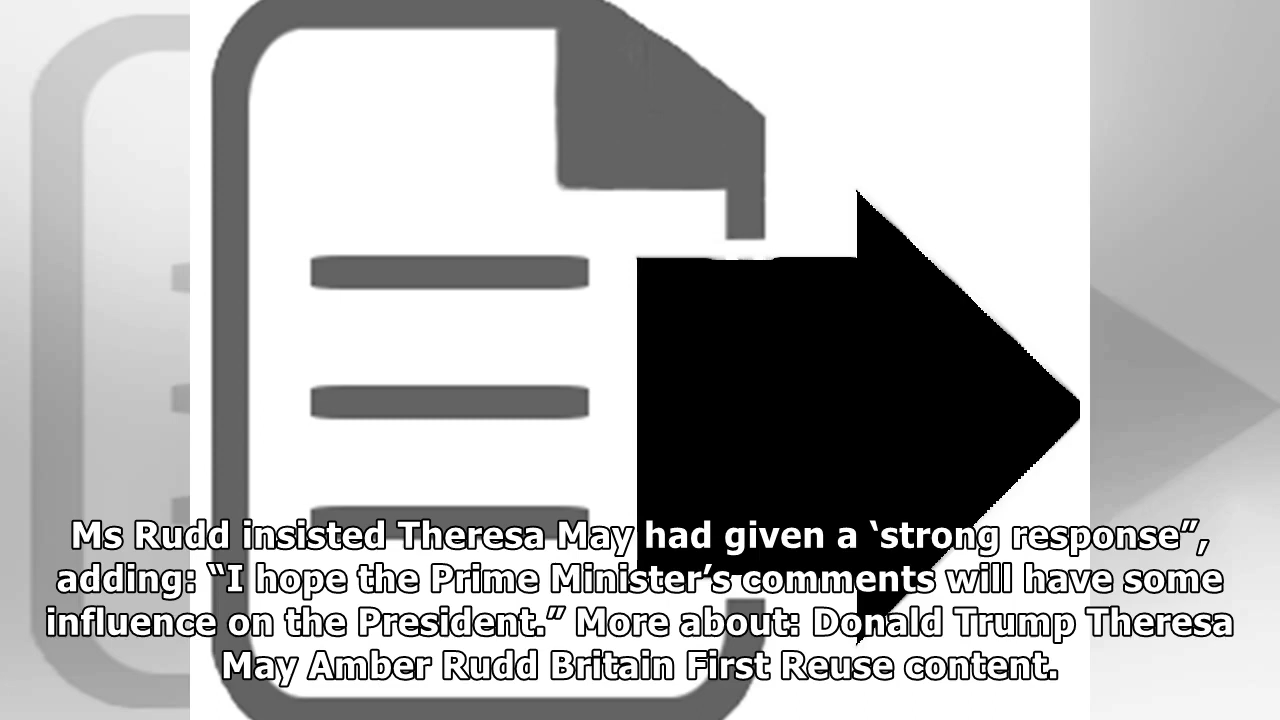 Ms Rudd insisted Theresa May had given a ‘strong response”,
adding: “I hope the Prime Minister’s comments will have some
influence on the President.” More about: Donald Trump Theresa
May Amber Rudd Britain First Reuse content.